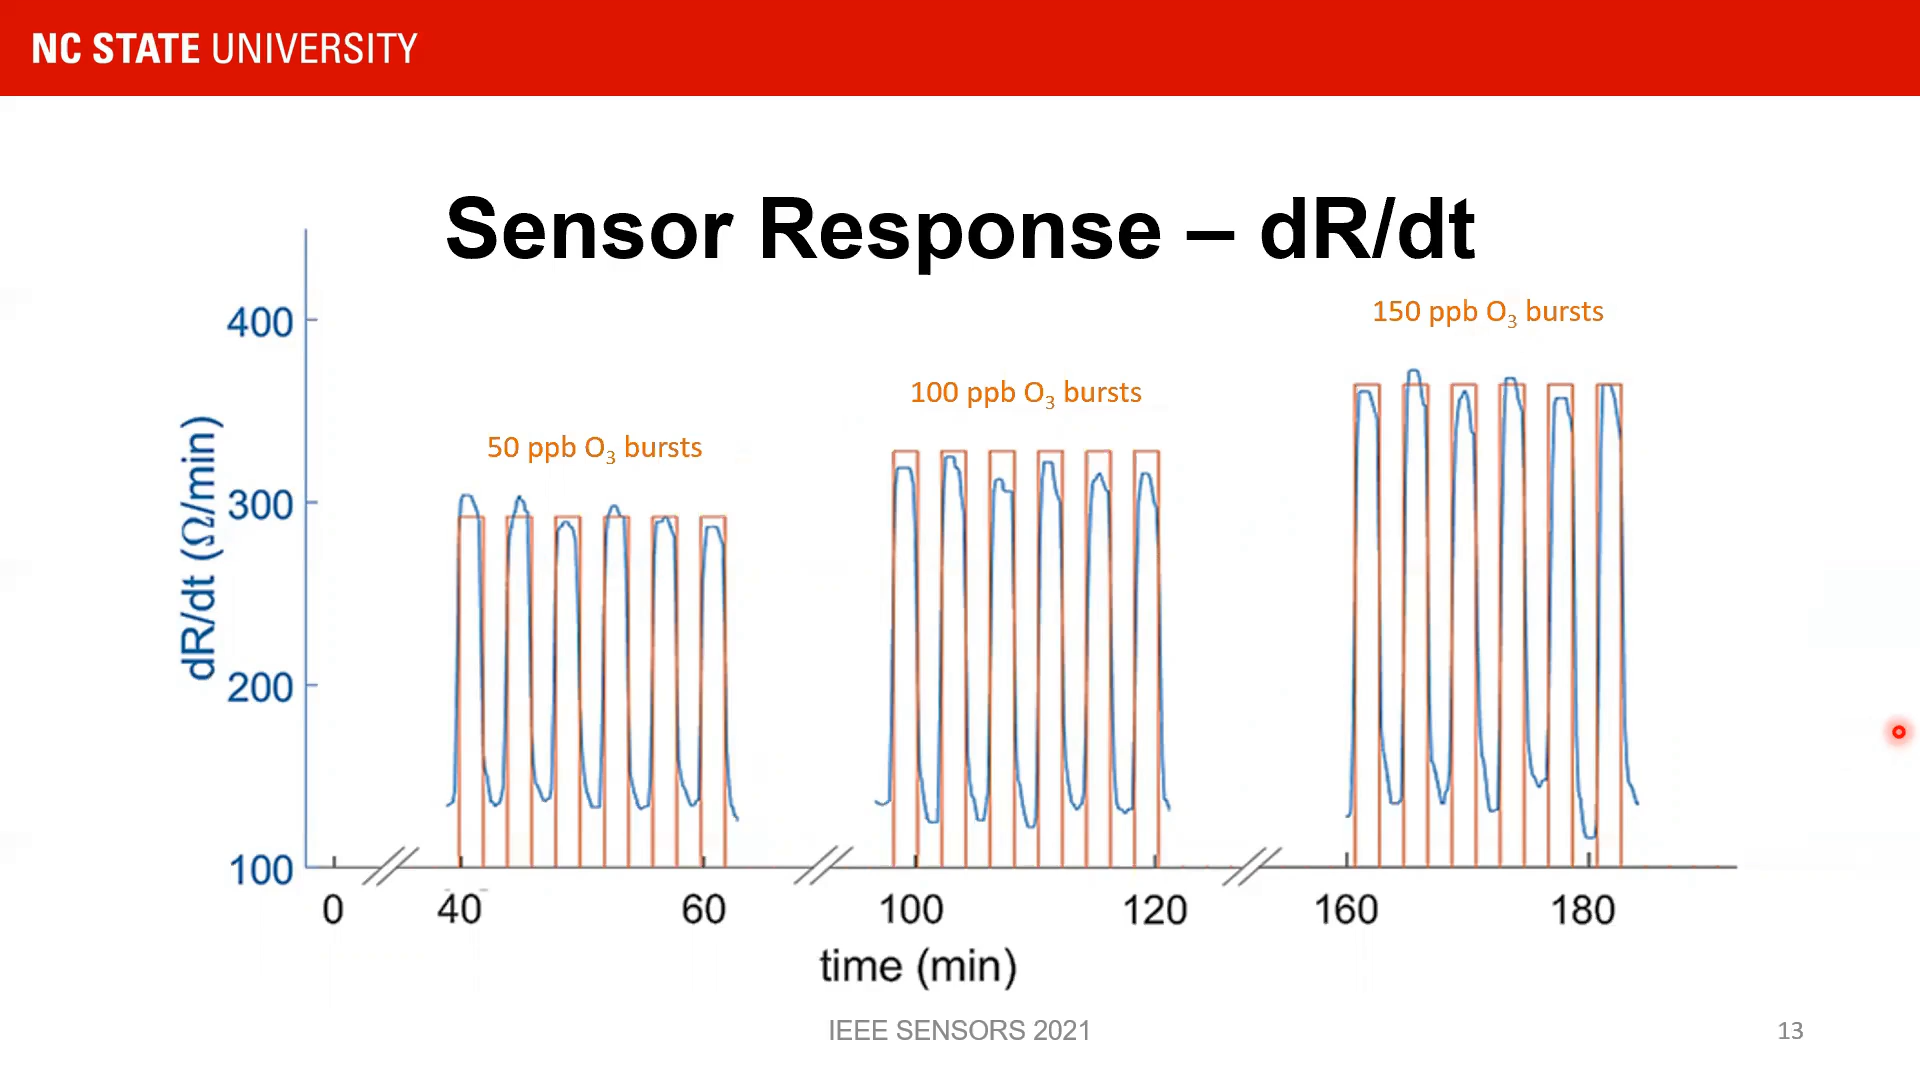 NC STATE UNIVERSITY
Sensor Response – dR/dt
150 ppb O₃ bursts
100 ppb O₃ bursts
50 ppb O₃ bursts
dR/dt (Ω/min)
400
300
200
100
0 40 60 100 120 160 180
time (min)
IEEE SENSORS 2021
13